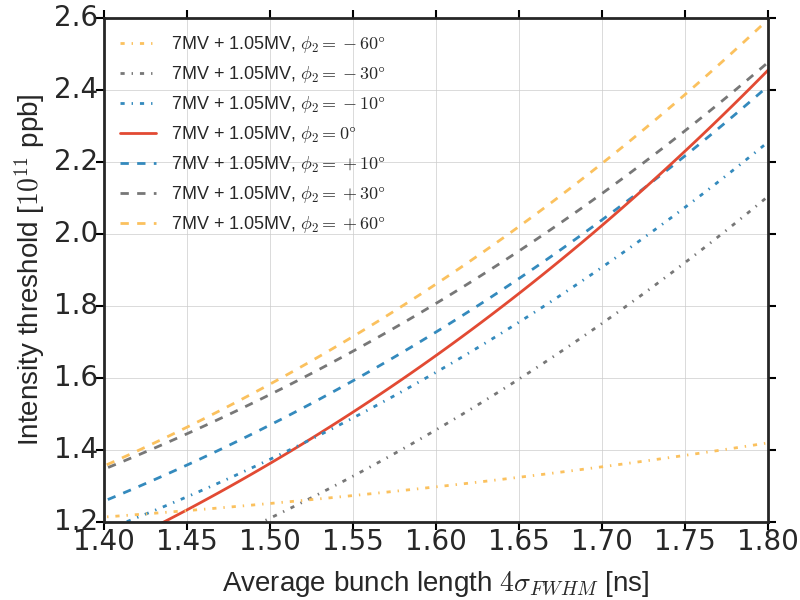 2.6
2.4
2.2
2.0
1.8
1.6
1.4
1.2
Intensity threshold [10¹¹ ppb]
7MV + 1.05MV, ϕ₂ = −60°
7MV + 1.05MV, ϕ₂ = −30°
7MV + 1.05MV, ϕ₂ = −10°
7MV + 1.05MV, ϕ₂ = 0°
7MV + 1.05MV, ϕ₂ = +10°
7MV + 1.05MV, ϕ₂ = +30°
7MV + 1.05MV, ϕ₂ = +60°
1.40 1.45 1.50 1.55 1.60 1.65 1.70 1.75 1.80
Average bunch length 4σ_FWHM [ns]